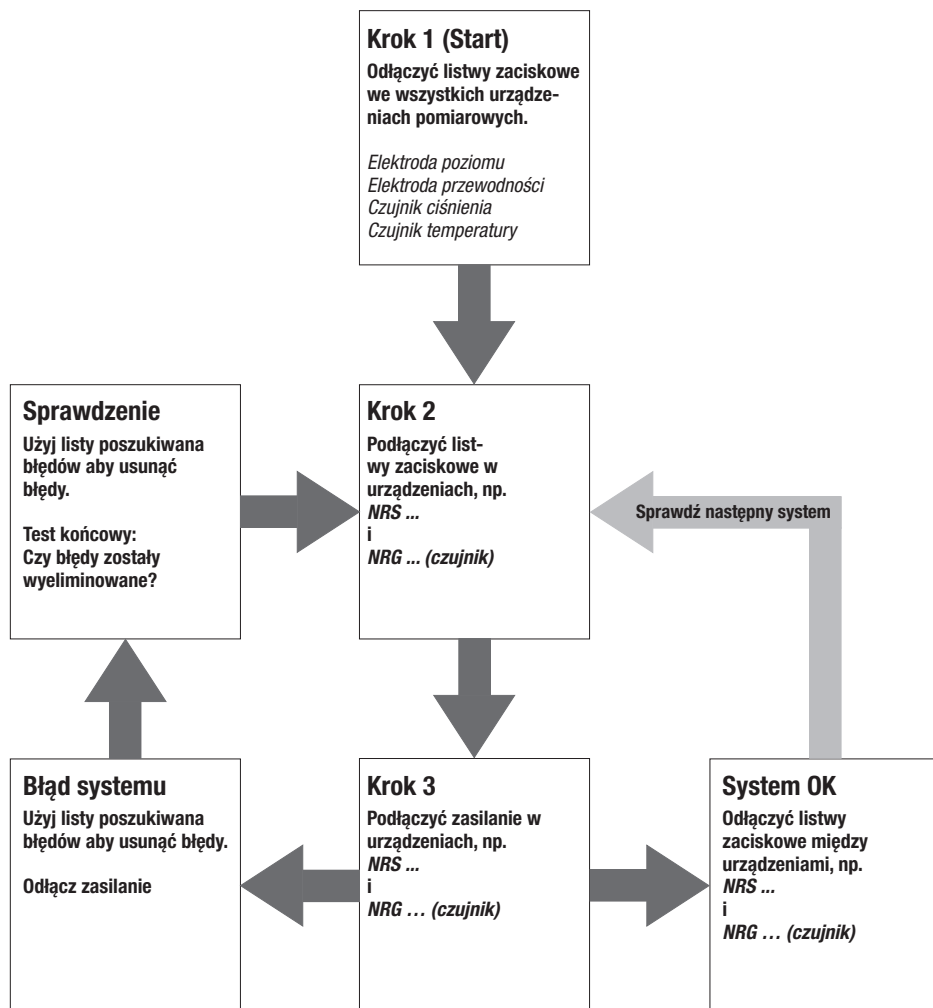 Krok 1 (Start)
Odłączyć listwy zaciskowe
we wszystkich urządze-
niach pomiarowych.
Elektroda poziomu
Elektroda przewodności
Czujnik ciśnienia
Czujnik temperatury
Sprawdzenie
Użyj listy poszukiwana
błędów aby usunąć
błędy.
Test końcowy:
Czy błędy zostały
wyeliminowane?
Krok 2
Podłączyć list-
wy zaciskowe w
urządzeniach, np.
NRS ...
i
NRG ... (czujnik)
Sprawdź następny system
Błąd systemu
Użyj listy poszukiwana
błędów aby usunąć błędy.
Odłącz zasilanie
Krok 3
Podłączyć zasilanie w
urządzeniach, np.
NRS ...
i
NRG … (czujnik)
System OK
Odłączyć listwy
zaciskowe między
urządzeniami, np.
NRS ...
i
NRG … (czujnik)